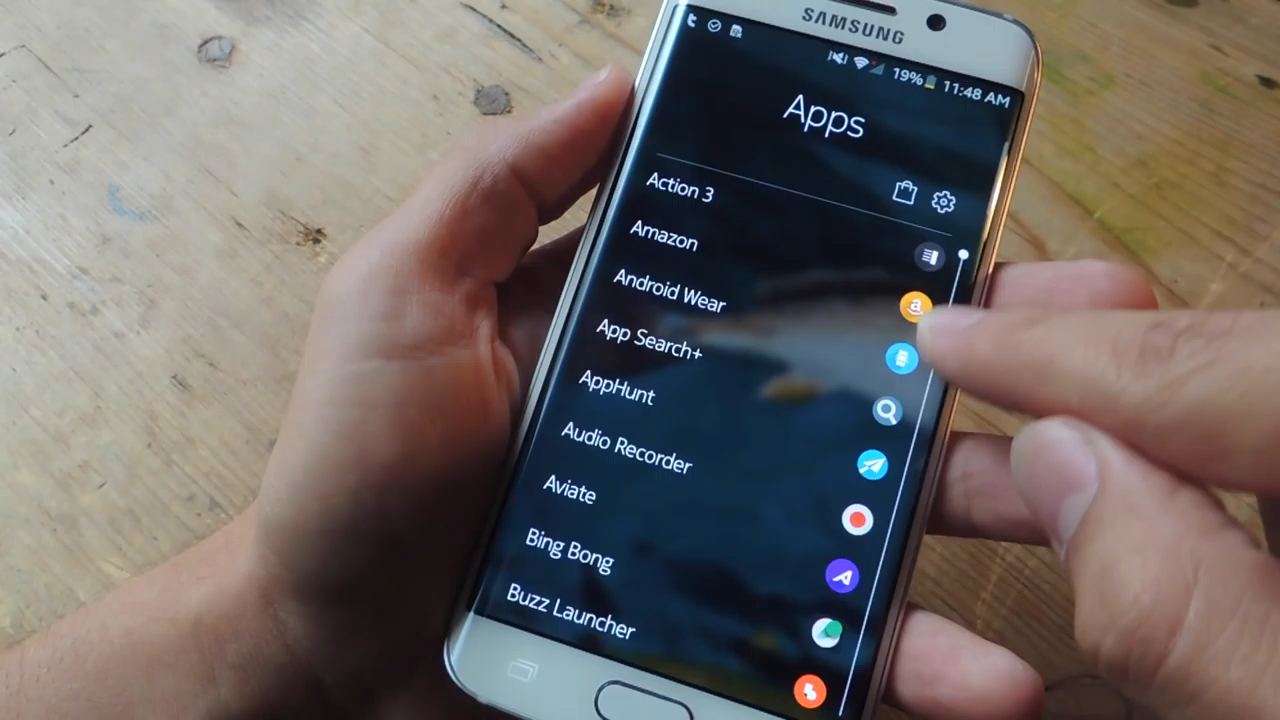 SAMSUNG
19% 11:48 AM
Apps
Action 3
Amazon
Android Wear
App Search+
AppHunt
Audio Recorder
Aviate
Bing Bong
Buzz Launcher